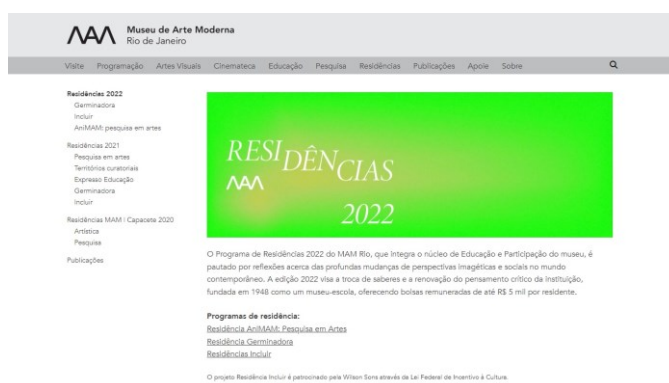 Museu de Arte Moderna
Rio de Janeiro
Visite Programação Artes Visuais Cinemateca Educação Pesquisa Residências Publicações Apoie Sobre
Residências 2022
Germinadora
Incluir
AniMAM: pesquisa em artes
Residências 2021
Pesquisa em artes
Territórios curatoriais
Expresso Educação
Germinadora
Incluir
Residências MAM | Capacete 2020
Artística
Pesquisa
Publicações
RESIDÊNCIAS
2022
O Programa de Residências 2022 do MAM Rio, que integra o núcleo de Educação e Participação do museu, é
pautado por reflexões acerca das profundas mudanças de perspectivas imagéticas e sociais no mundo
contemporâneo. A edição 2022 visa a troca de saberes e a renovação do pensamento crítico da instituição,
fundada em 1948 como um museu-escola, oferecendo bolsas remuneradas de até R$ 5 mil por residente.
Programas de residência:
Residência AniMAM: Pesquisa em Artes
Residência Germinadora
Residências Incluir
O projeto Residência Incluir é patrocinado pela Wilson Sons através da Lei Federal de Incentivo à Cultura.